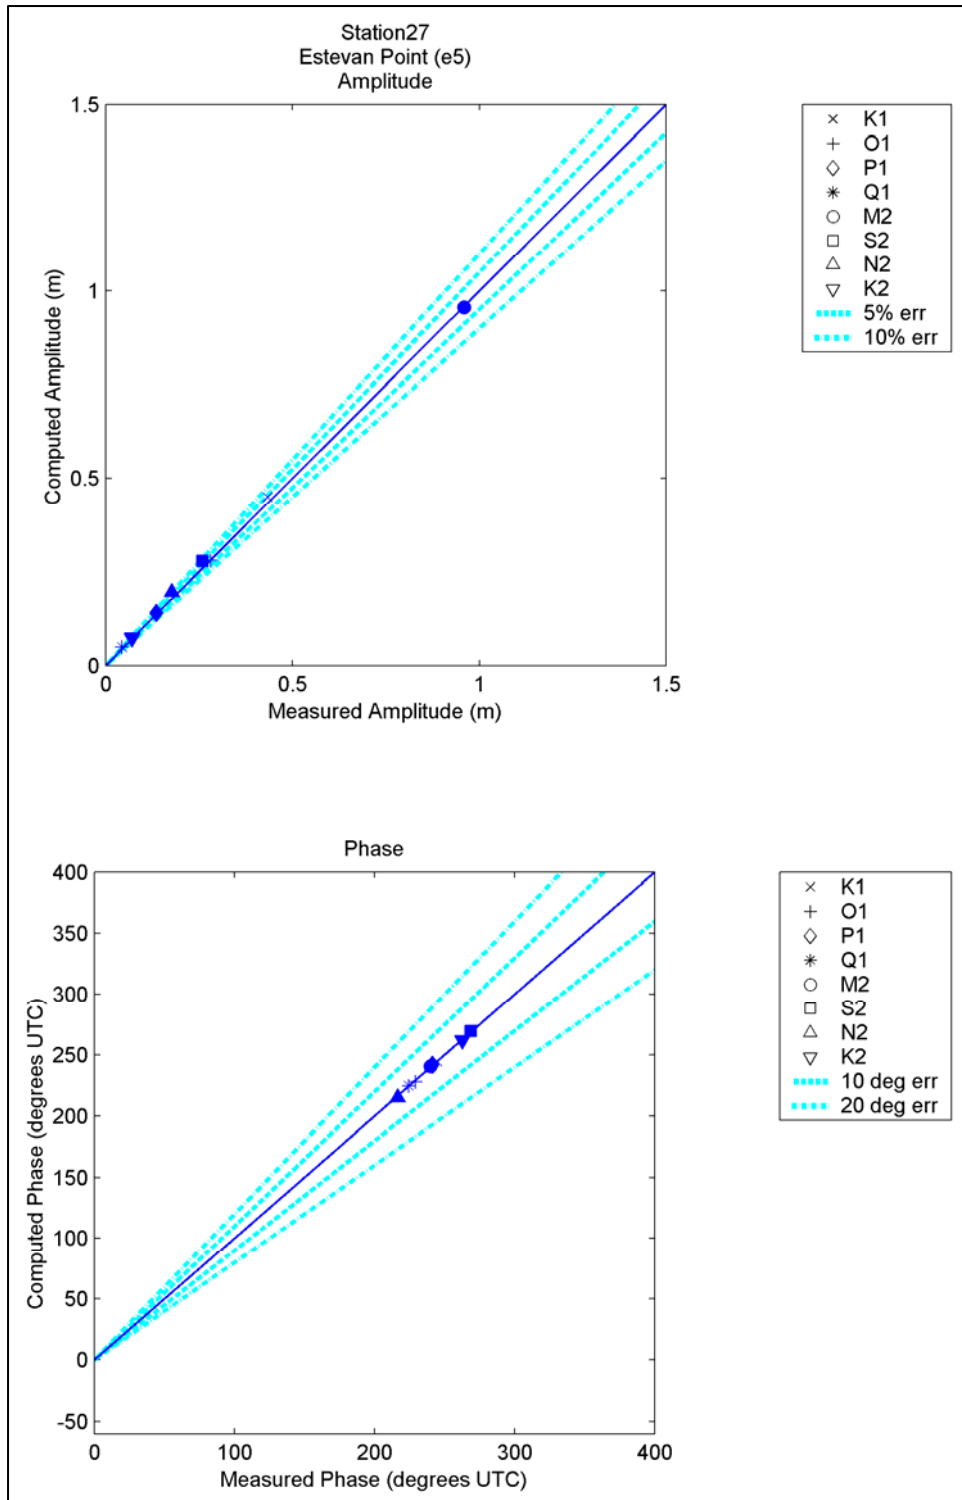 Station27
Estevan Point (e5)
Amplitude
1.5
1
0.5
0
0
0.5
1
1.5
Computed Amplitude (m)
Measured Amplitude (m)
K1
O1
P1
Q1
M2
S2
N2
K2
5% err
10% err
Phase
400
350
300
250
200
150
100
50
0
-50
0
100
200
300
400
Computed Phase (degrees UTC)
Measured Phase (degrees UTC)
K1
O1
P1
Q1
M2
S2
N2
K2
10 deg err
20 deg err